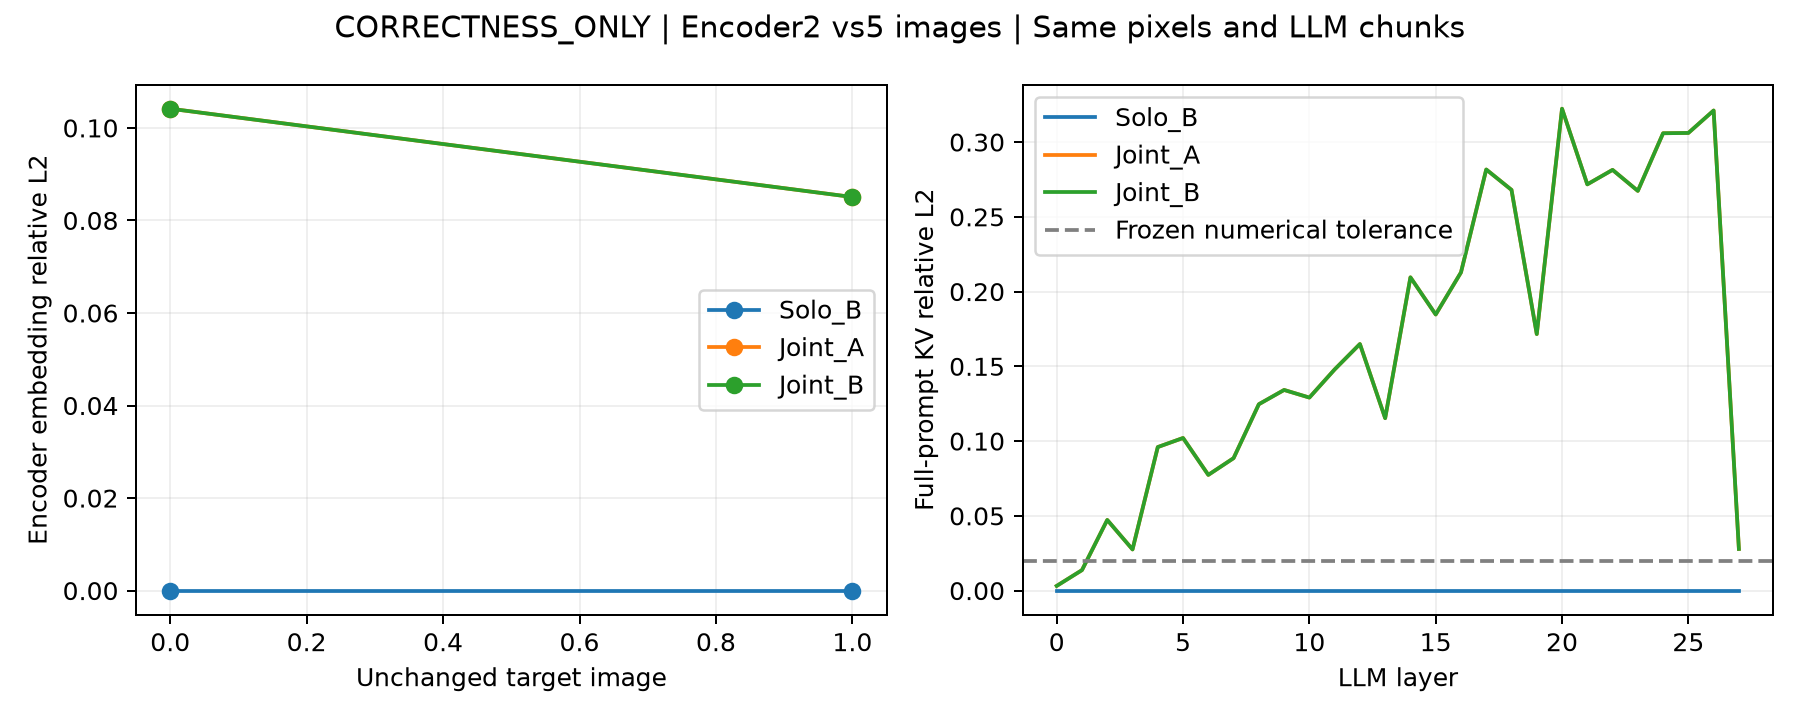 CORRECTNESS_ONLY | Encoder2 vs5 images | Same pixels and LLM chunks
Encoder embedding relative L2
0.10
0.08
0.06
0.04
0.02
0.00
Solo_B
Joint_A
Joint_B
0.0 0.2 0.4 0.6 0.8 1.0
Unchanged target image
Full-prompt KV relative L2
0.30
0.25
0.20
0.15
0.10
0.05
0.00
Solo_B
Joint_A
Joint_B
Frozen numerical tolerance
0 5 10 15 20 25
LLM layer